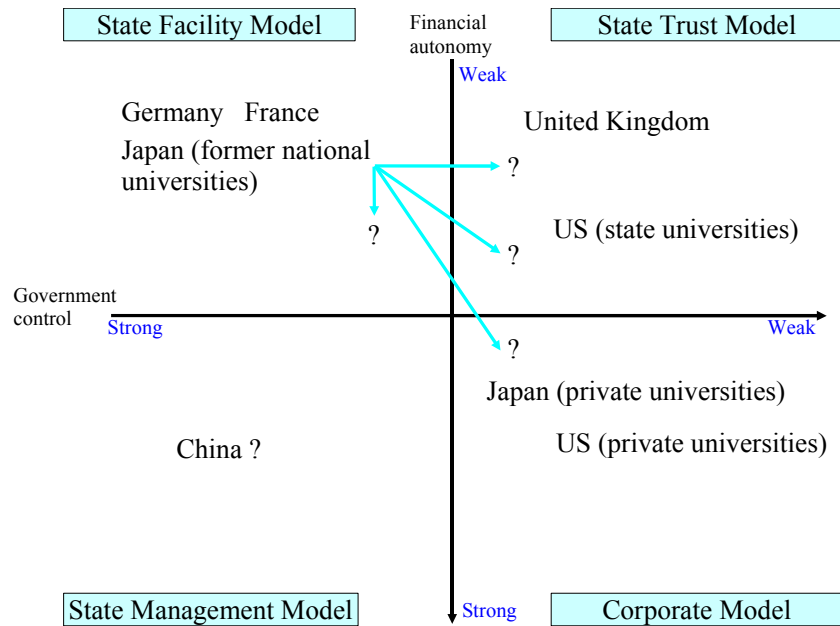 State Facility Model
Financial
autonomy
State Trust Model
Weak
Germany France
Japan (former national
universities)
United Kingdom
?
?
US (state universities)
?
Government
control
Strong
Weak
?
Japan (private universities)
US (private universities)
China ?
State Management Model
Strong
Corporate Model